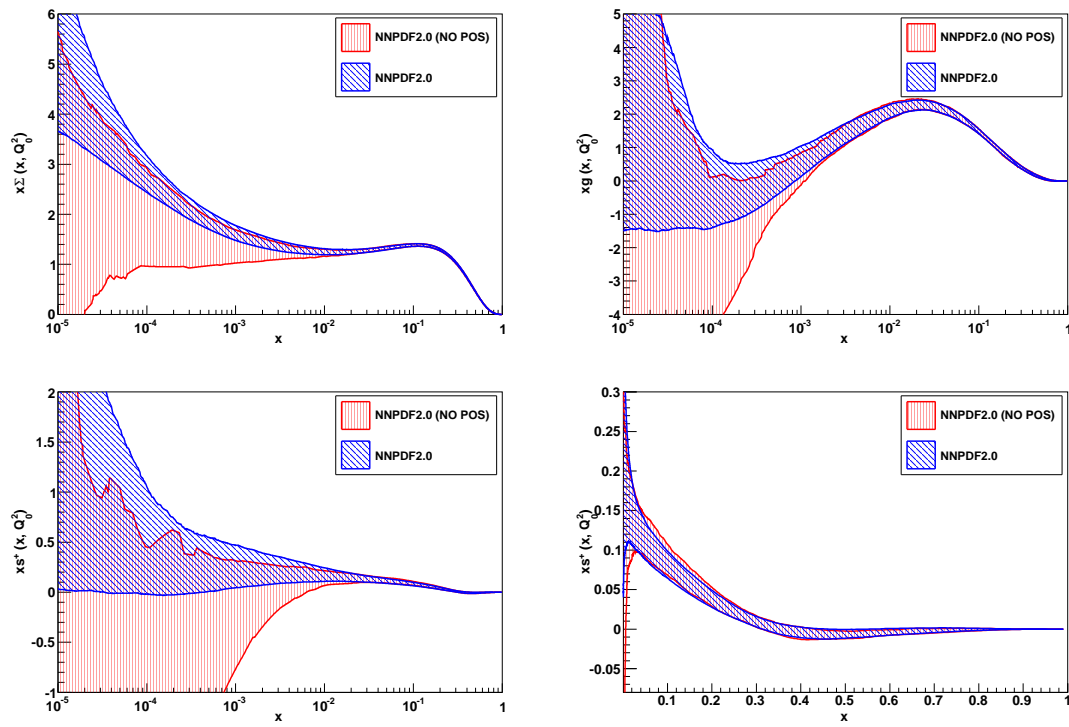 xΣ (x, Q₀²)
6
5
4
3
2
1
0
10⁻⁵ 10⁻⁴ 10⁻³ 10⁻² 10⁻¹ 1
x
NNPDF2.0 (NO POS)
NNPDF2.0
xg (x, Q₀²)
5
4
3
2
1
0
-1
-2
-3
-4
10⁻⁵ 10⁻⁴ 10⁻³ 10⁻² 10⁻¹ 1
x
NNPDF2.0 (NO POS)
NNPDF2.0
xs⁺ (x, Q₀²)
2
1.5
1
0.5
0
-0.5
-1
10⁻⁵ 10⁻⁴ 10⁻³ 10⁻² 10⁻¹ 1
x
NNPDF2.0 (NO POS)
NNPDF2.0
xs⁺ (x, Q₀²)
0.3
0.25
0.2
0.15
0.1
0.05
0
-0.05
0.1 0.2 0.3 0.4 0.5 0.6 0.7 0.8 0.9 1
x
NNPDF2.0 (NO POS)
NNPDF2.0